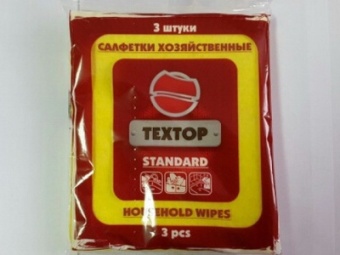 3 штуки
САЛФЕТКИ ХОЗЯЙСТВЕННЫЕ
TEXTOP
STANDARD
HOUSEHOLD WIPES
3 pcs